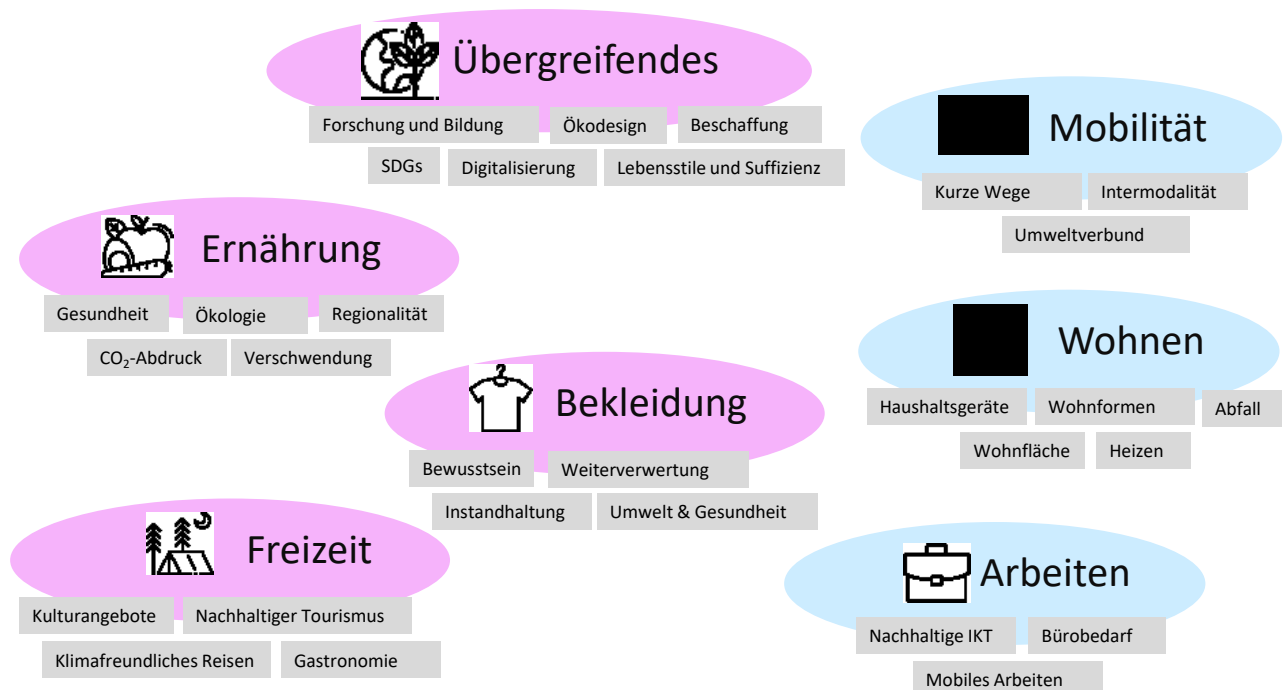 Übergreifendes
Forschung und Bildung
Ökodesign
Beschaffung
SDGs
Digitalisierung
Lebensstile und Suffizienz
Mobilität
Kurze Wege
Intermodalität
Umweltverbund
Ernährung
Gesundheit
Ökologie
Regionalität
CO₂-Abdruck
Verschwendung
Wohnen
Haushaltsgeräte
Wohnformen
Abfall
Wohnfläche
Heizen
Bekleidung
Bewusstsein
Weiterverwertung
Instandhaltung
Umwelt & Gesundheit
Freizeit
Kulturangebote
Nachhaltiger Tourismus
Klimafreundliches Reisen
Gastronomie
Arbeiten
Nachhaltige IKT
Bürobedarf
Mobiles Arbeiten